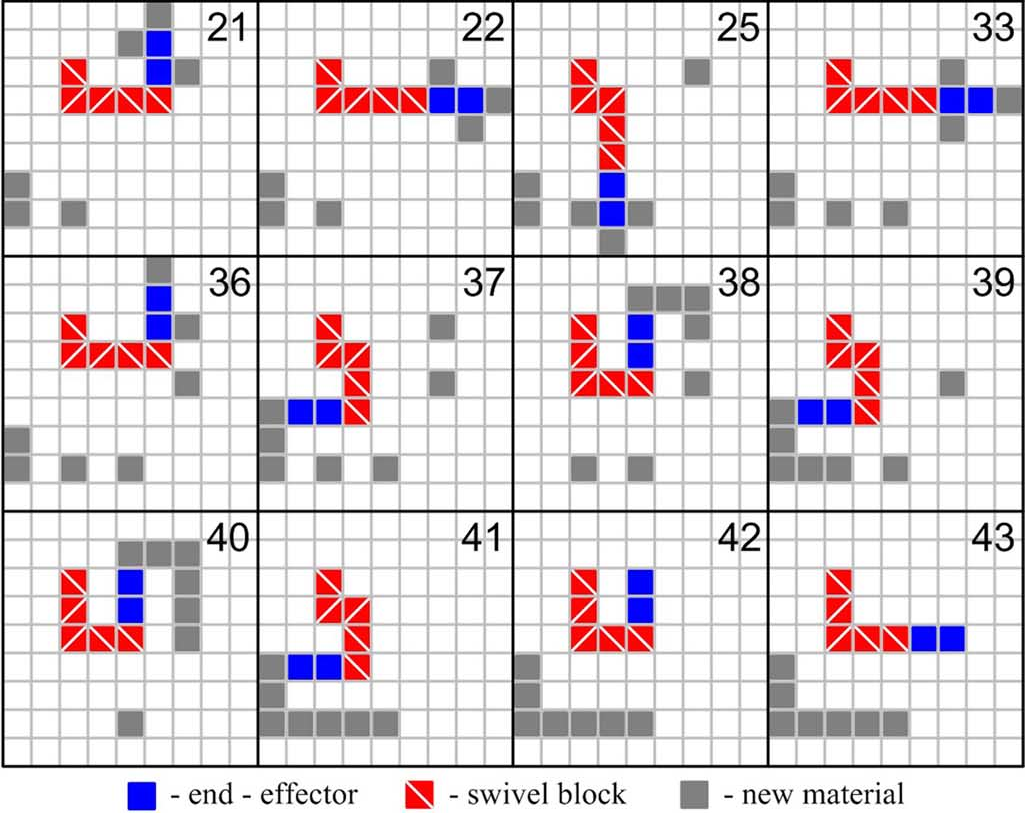 21 22 25 33
36 37 38 39
40 41 42 43
- end - effector - swivel block - new material